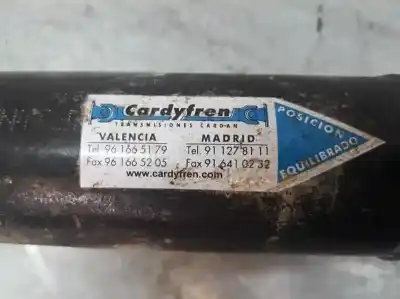 Cardyfren
TRANSMISIONES CARDAN
VALENCIA MADRID
Tel. 96 166 51 79 Tel. 91 127 81 11
Fax 96 166 52 05 Fax 91 641 02 32
www.cardyfren.com
POSICION
EQUILIBRADO